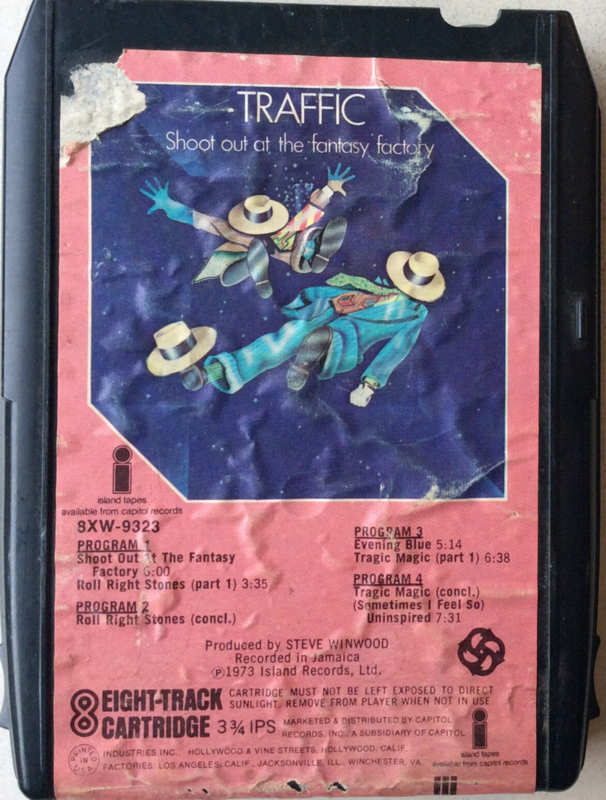 TRAFFIC
Shoot out at the fantasy factory
island tapes
available from capitol records
8XW-9323
PROGRAM 1
Shoot Out At The Fantasy
Factory 6:00
Roll Right Stones (part 1) 3:35
PROGRAM 2
Roll Right Stones (concl.)
PROGRAM 3
Evening Blue 5:14
Tragic Magic (part 1) 6:38
PROGRAM 4
Tragic Magic (concl.)
(Sometimes I Feel So)
Uninspired 7:31
Produced by STEVE WINWOOD
Recorded in Jamaica
℗1973 Island Records, Ltd.
8 EIGHT-TRACK
CARTRIDGE 3 3/4 IPS
CARTRIDGE MUST NOT BE LEFT EXPOSED TO DIRECT
SUNLIGHT. REMOVE FROM PLAYER WHEN NOT IN USE
MARKETED & DISTRIBUTED BY CAPITOL
RECORDS, INC., A SUBSIDIARY OF CAPITOL
INDUSTRIES INC., HOLLYWOOD & VINE STREETS, HOLLYWOOD, CALIF.
FACTORIES: LOS ANGELES, CALIF., JACKSONVILLE, ILL., WINCHESTER, VA.
PRINTED IN U.S.A.
island tapes
available from capitol records